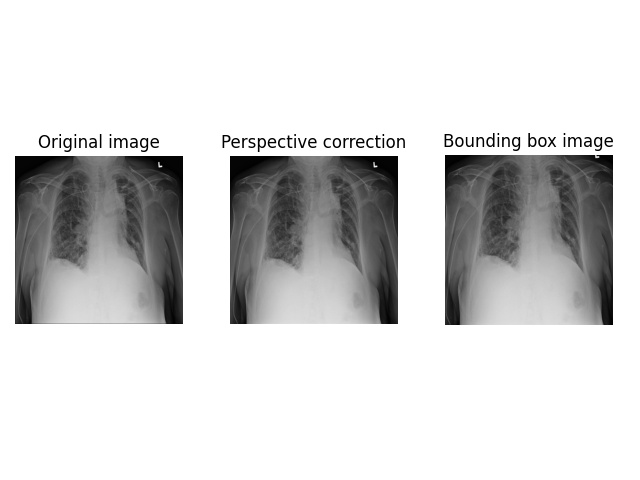 Original image
Perspective correction
Bounding box image
L
L
L